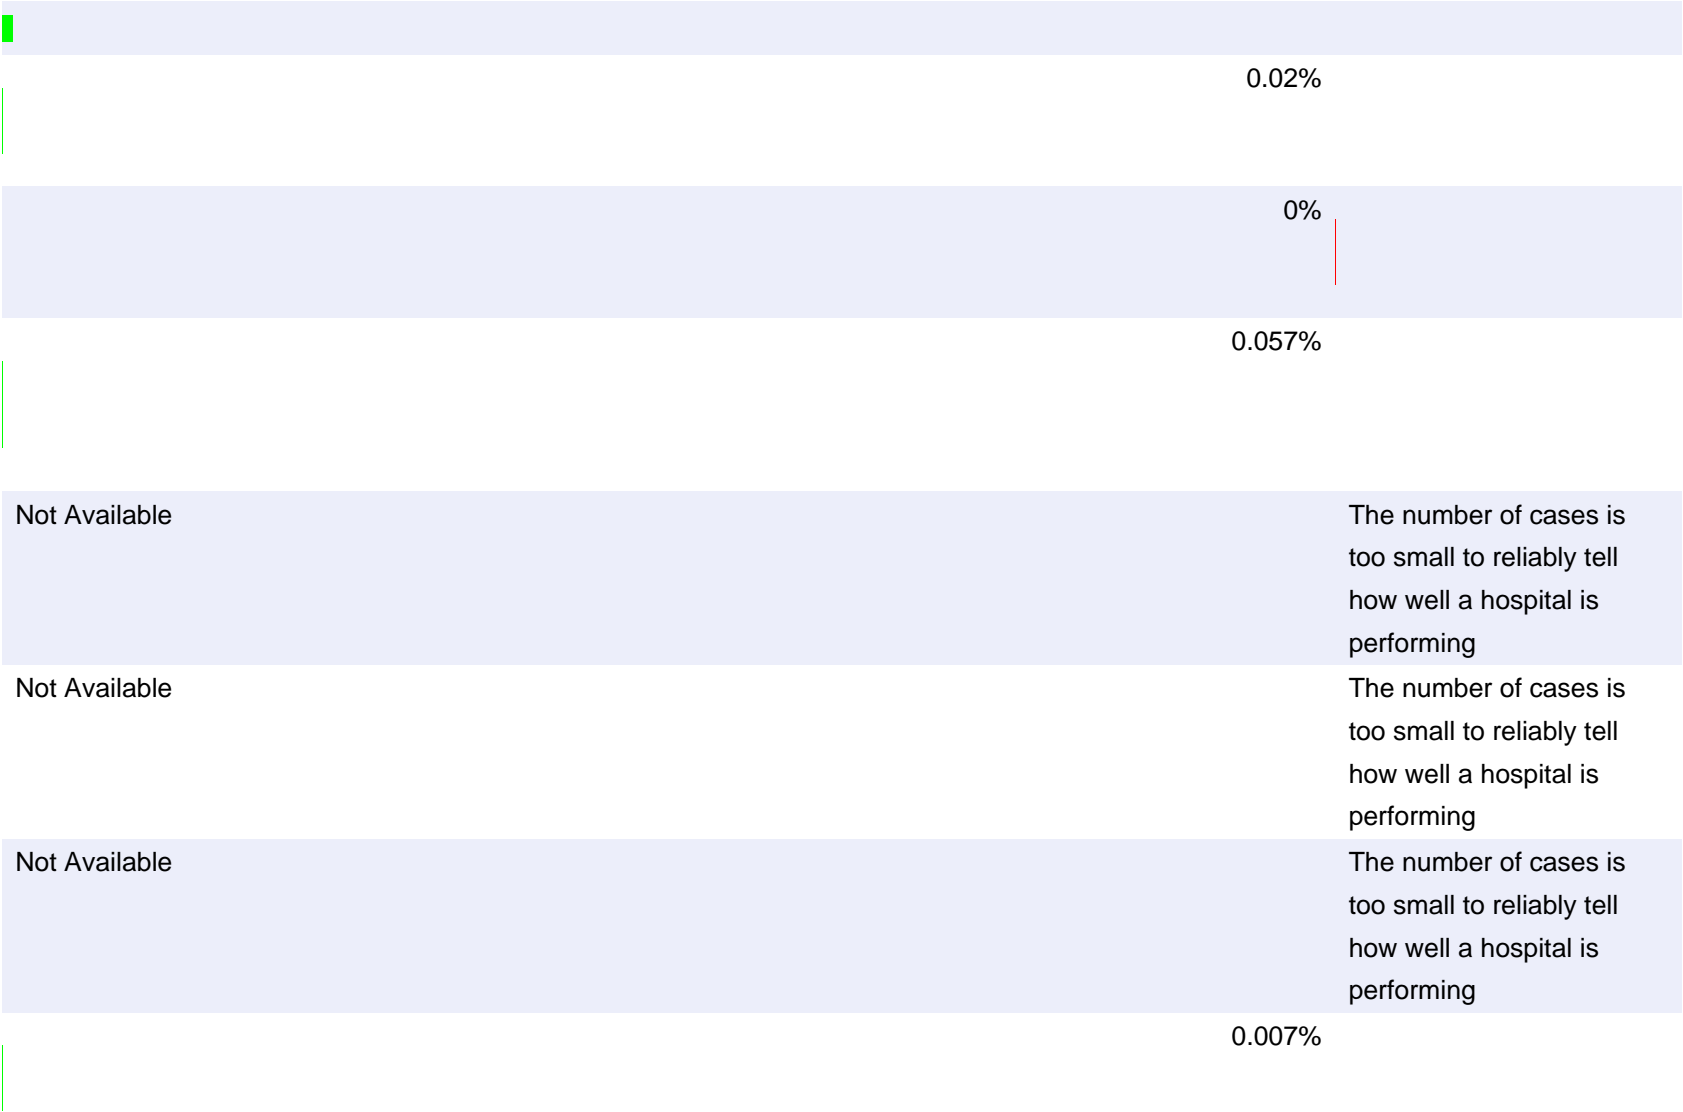 0.02%
0%
0.057%
Not Available
The number of cases is
too small to reliably tell
how well a hospital is
performing
Not Available
The number of cases is
too small to reliably tell
how well a hospital is
performing
Not Available
The number of cases is
too small to reliably tell
how well a hospital is
performing
0.007%